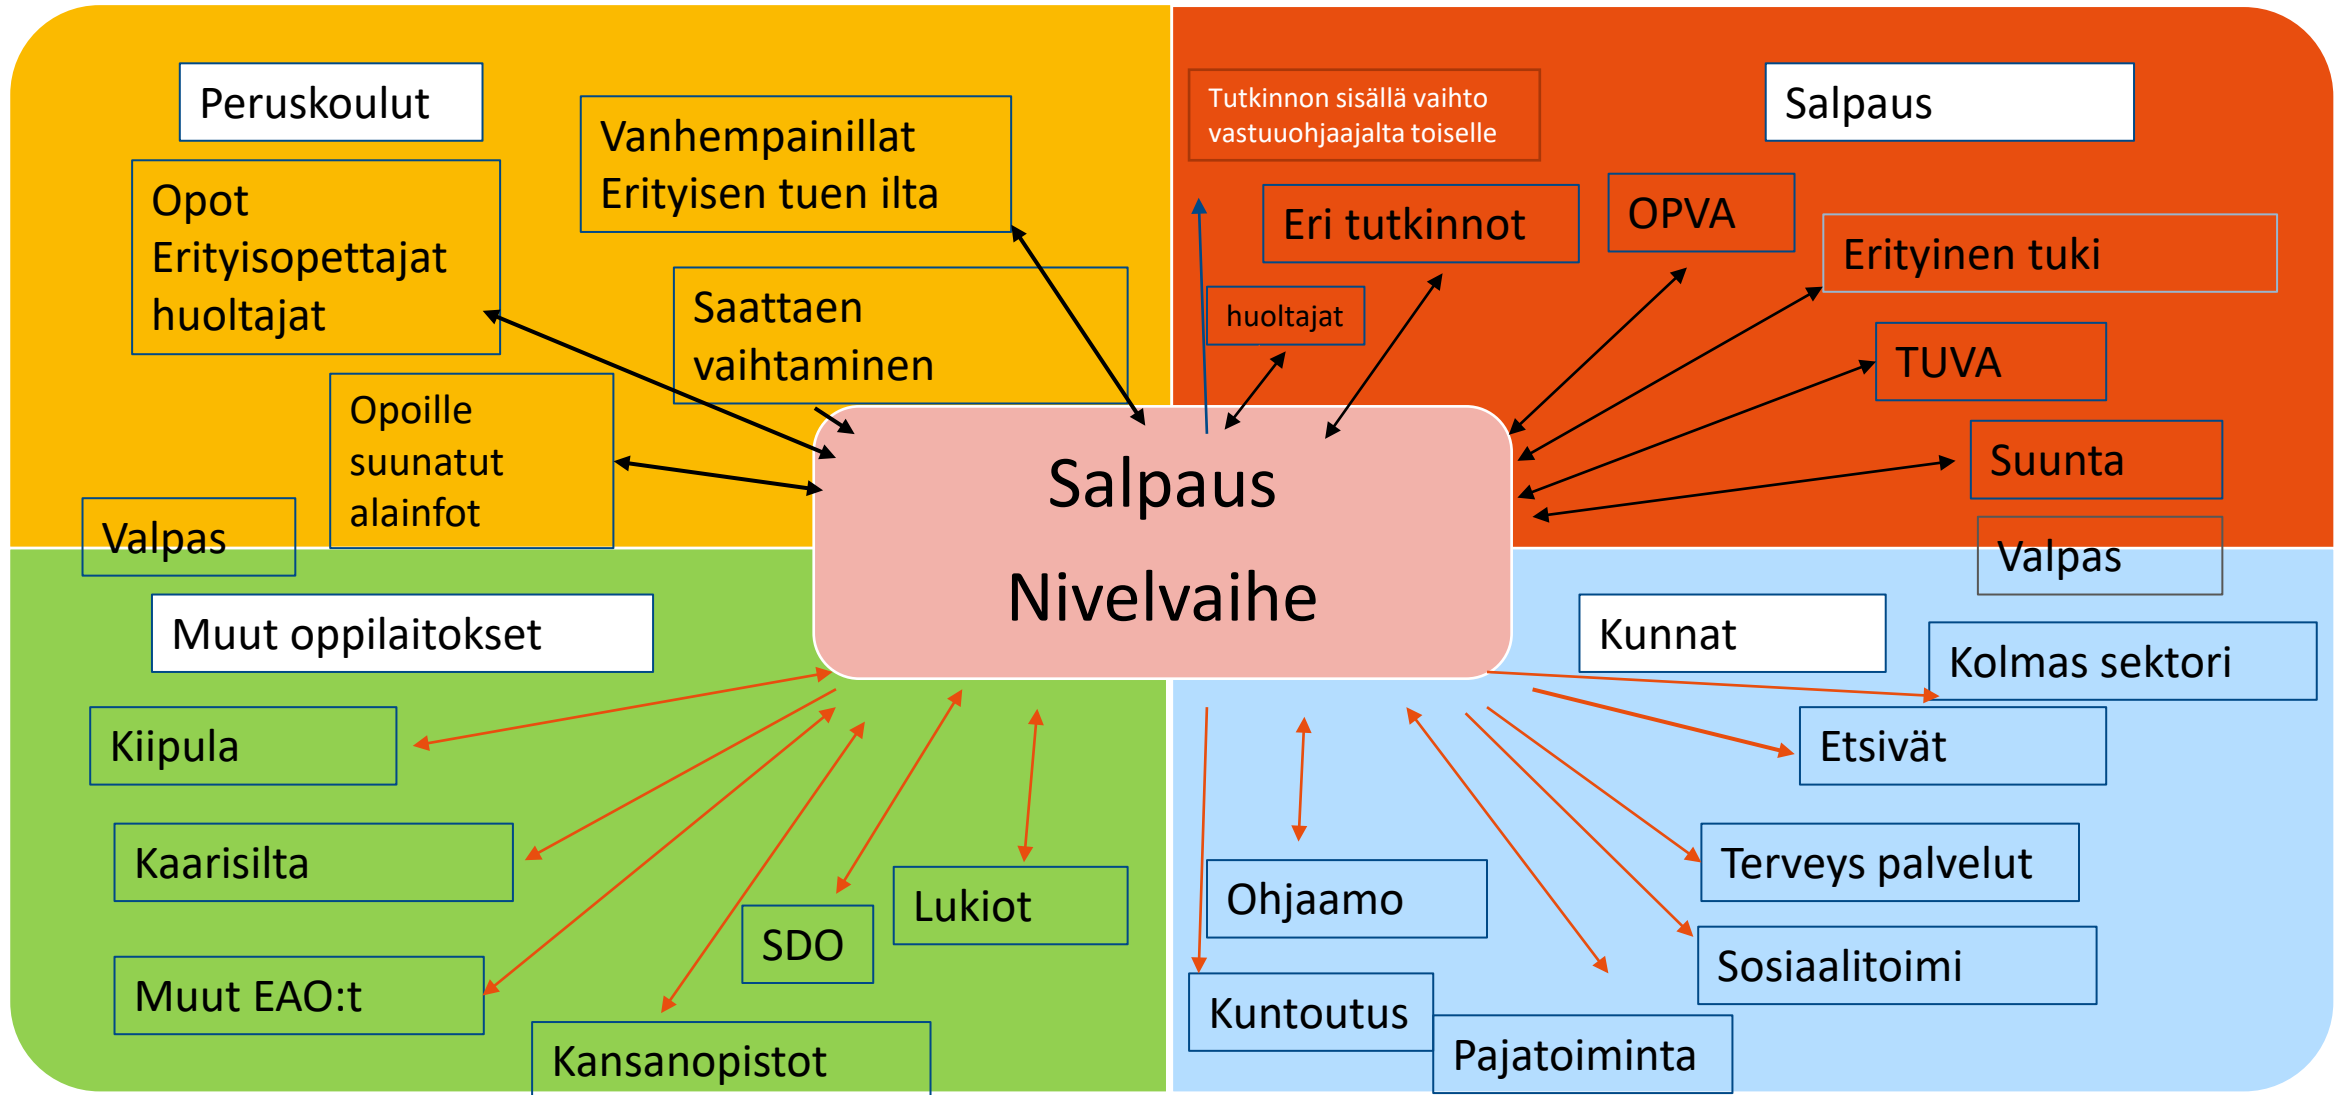 Peruskoulut
Vanhempainillat
Erityisen tuen ilta
Opot
Erityisopettajat
huoltajat
Saattaen
vaihtaminen
Opoille
suunatut
alainfot
Valpas
Tutkinnon sisällä vaihto
vastuuohjaajalta toiselle
Salpaus
Eri tutkinnot
OPVA
Erityinen tuki
huoltajat
TUVA
Suunta
Valpas
Salpaus
Nivelvaihe
Muut oppilaitokset
Kiipula
Kaarisilta
Muut EAO:t
Kansanopistot
SDO
Lukiot
Kunnat
Kolmas sektori
Etsivät
Terveys palvelut
Sosiaalitoimi
Ohjaamo
Kuntoutus
Pajatoiminta